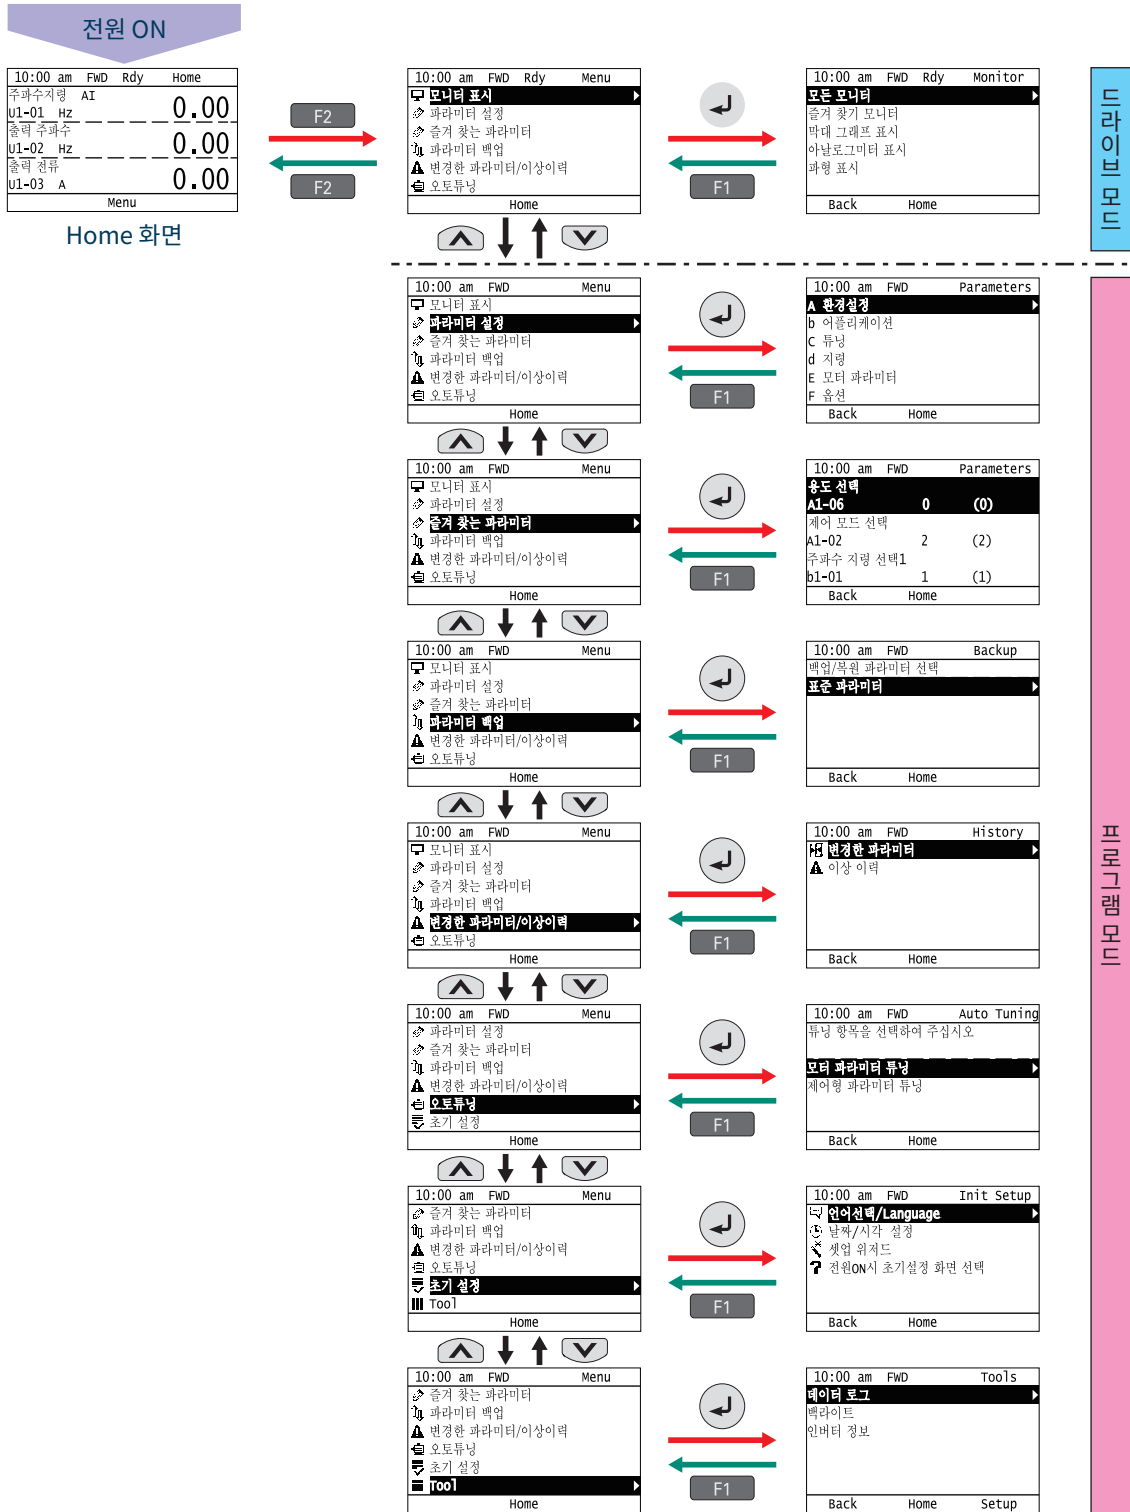 전원 ON
10:00 am FWD Rdy Home
주파수지령 AI
U1-01 Hz 0.00
출력 주파수
U1-02 Hz 0.00
출력 전류
U1-03 A 0.00
Menu
Home 화면
F2
F2
10:00 am FWD Rdy Menu
모니터 표시
파라미터 설정
즐겨 찾는 파라미터
파라미터 백업
변경한 파라미터/이상이력
오토튜닝
Home
F1
10:00 am FWD Rdy Monitor
모든 모니터
즐겨 찾기 모니터
막대 그래프 표시
아날로그미터 표시
파형 표시
Back Home
드라이브 모드
10:00 am FWD Menu
모니터 표시
파라미터 설정
즐겨 찾는 파라미터
파라미터 백업
변경한 파라미터/이상이력
오토튜닝
Home
F1
10:00 am FWD Parameters
A 환경설정
b 어플리케이션
C 튜닝
d 지령
E 모터 파라미터
F 옵션
Back Home
10:00 am FWD Menu
모니터 표시
파라미터 설정
즐겨 찾는 파라미터
파라미터 백업
변경한 파라미터/이상이력
오토튜닝
Home
F1
10:00 am FWD Parameters
용도 선택
A1-06 0 (0)
제어 모드 선택
A1-02 2 (2)
주파수 지령 선택1
b1-01 1 (1)
Back Home
10:00 am FWD Menu
모니터 표시
파라미터 설정
즐겨 찾는 파라미터
파라미터 백업
변경한 파라미터/이상이력
오토튜닝
Home
F1
10:00 am FWD Backup
백업/복원 파라미터 선택
표준 파라미터
Back Home
10:00 am FWD Menu
모니터 표시
파라미터 설정
즐겨 찾는 파라미터
파라미터 백업
변경한 파라미터/이상이력
오토튜닝
Home
F1
10:00 am FWD History
변경한 파라미터
이상 이력
Back Home
프로그램 모드
10:00 am FWD Menu
파라미터 설정
즐겨 찾는 파라미터
파라미터 백업
변경한 파라미터/이상이력
오토튜닝
초기 설정
Home
F1
10:00 am FWD Auto Tuning
튜닝 항목을 선택하여 주십시오
모터 파라미터 튜닝
제어형 파라미터 튜닝
Back Home
10:00 am FWD Menu
즐겨 찾는 파라미터
파라미터 백업
변경한 파라미터/이상이력
오토튜닝
초기 설정
Tool
Home
F1
10:00 am FWD Init Setup
언어선택/Language
날짜/시각 설정
셋업 위저드
전원ON시 초기설정 화면 선택
Back Home
10:00 am FWD Menu
즐겨 찾는 파라미터
파라미터 백업
변경한 파라미터/이상이력
오토튜닝
초기 설정
Tool
Home
F1
10:00 am FWD Tools
데이터 로그
백라이트
인버터 정보
Back Home Setup